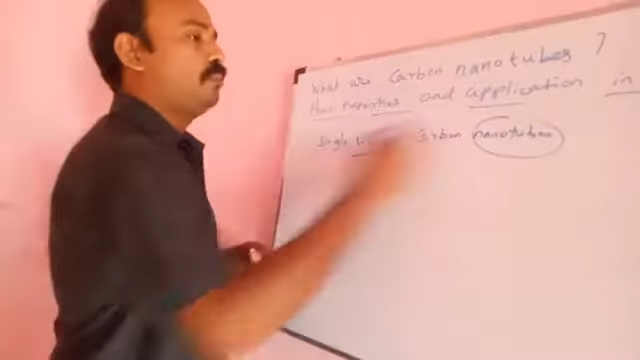 What are Carbon nanotubes ?
their properties and application in
Single Carbon nanotubes